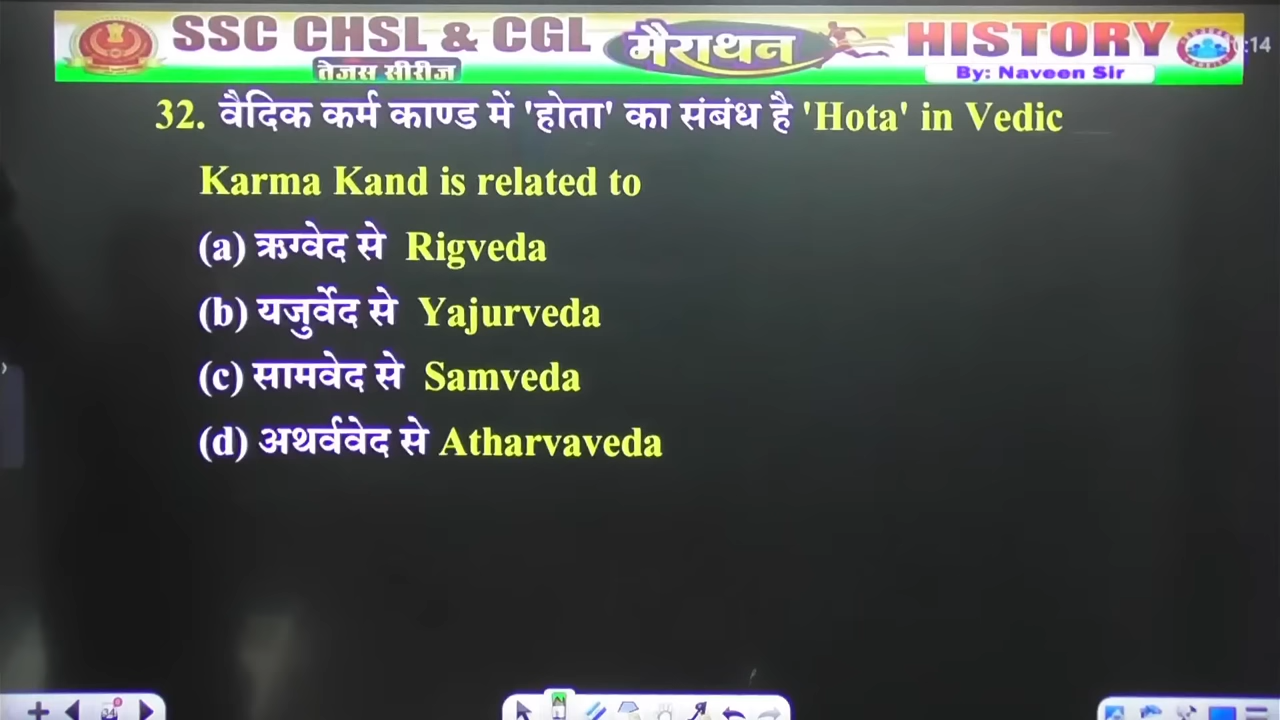 SSC CHSL & CGL मैराथन HISTORY
तेजस सीरीज By: Naveen Sir
:14
32. वैदिक कर्म काण्ड में 'होता' का संबंध है 'Hota' in Vedic
Karma Kand is related to
(a) ऋग्वेद से Rigveda
(b) यजुर्वेद से Yajurveda
(c) सामवेद से Samveda
(d) अथर्ववेद से Atharvaveda